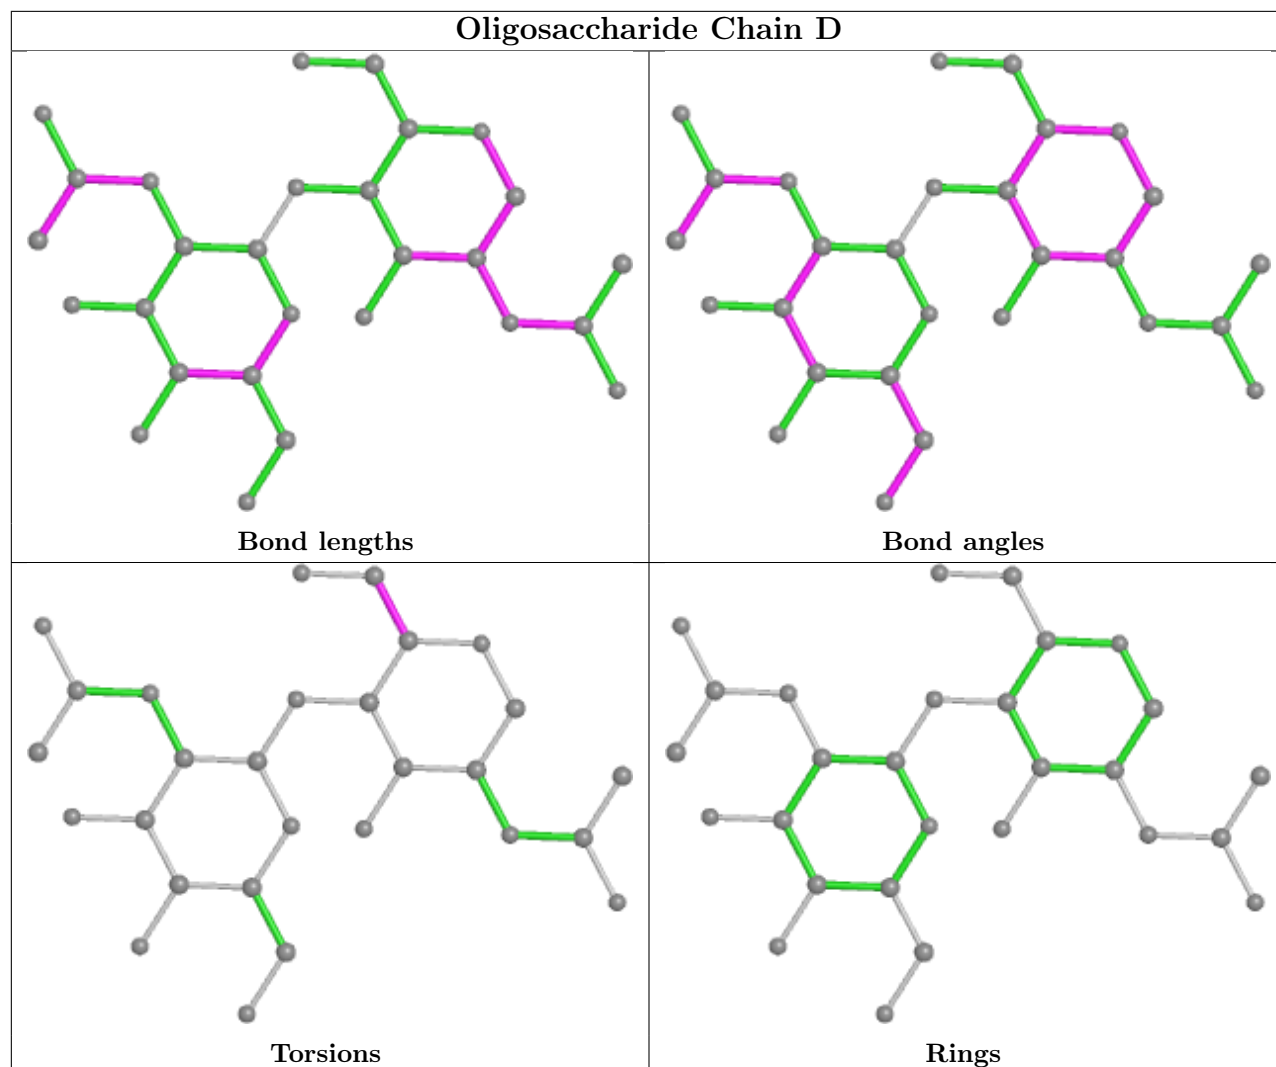 Oligosaccharide Chain D
Bond lengths
Bond angles
Torsions
Rings